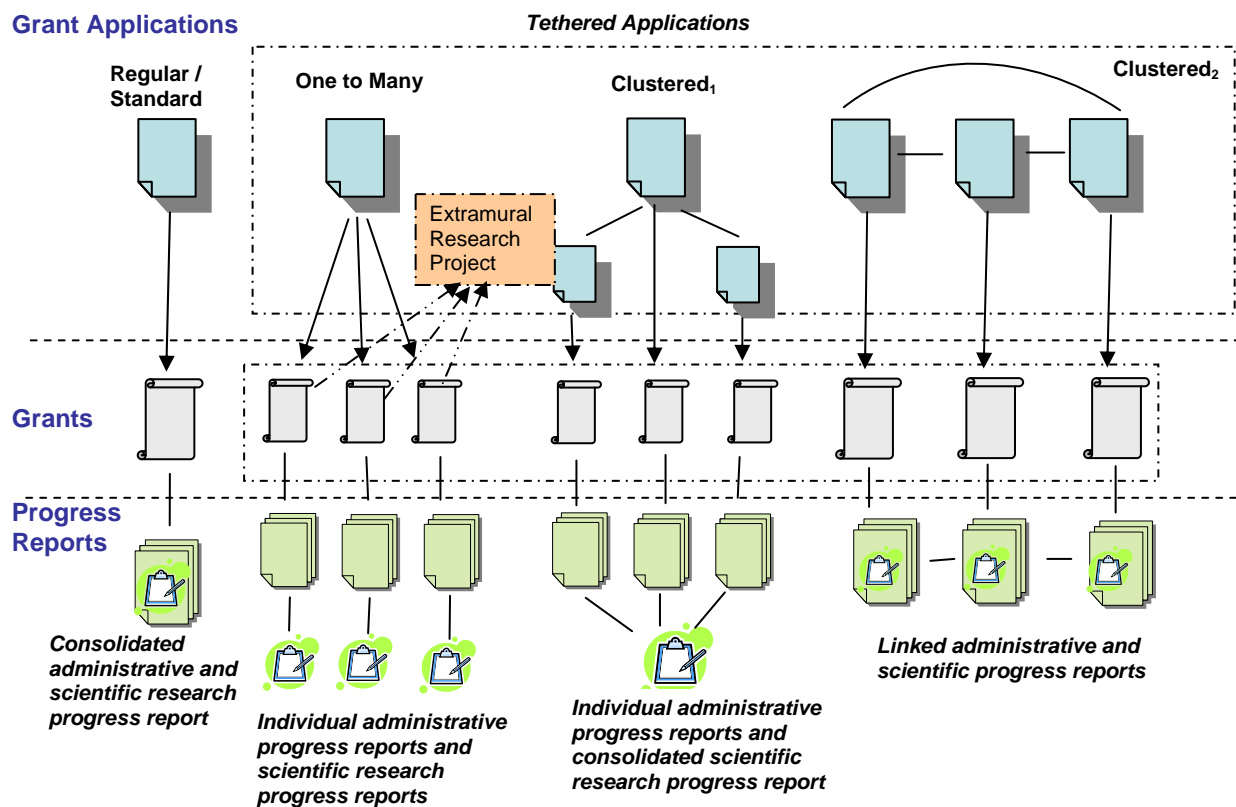 Grant Applications
Tethered Applications
Regular /
Standard
One to Many
Clustered1
Clustered2
Extramural
Research
Project
Grants
Progress
Reports
Consolidated
administrative and
scientific research
progress report
Individual administrative
progress reports and
scientific research
progress reports
Individual administrative
progress reports and
consolidated scientific
research progress report
Linked administrative and
scientific progress reports